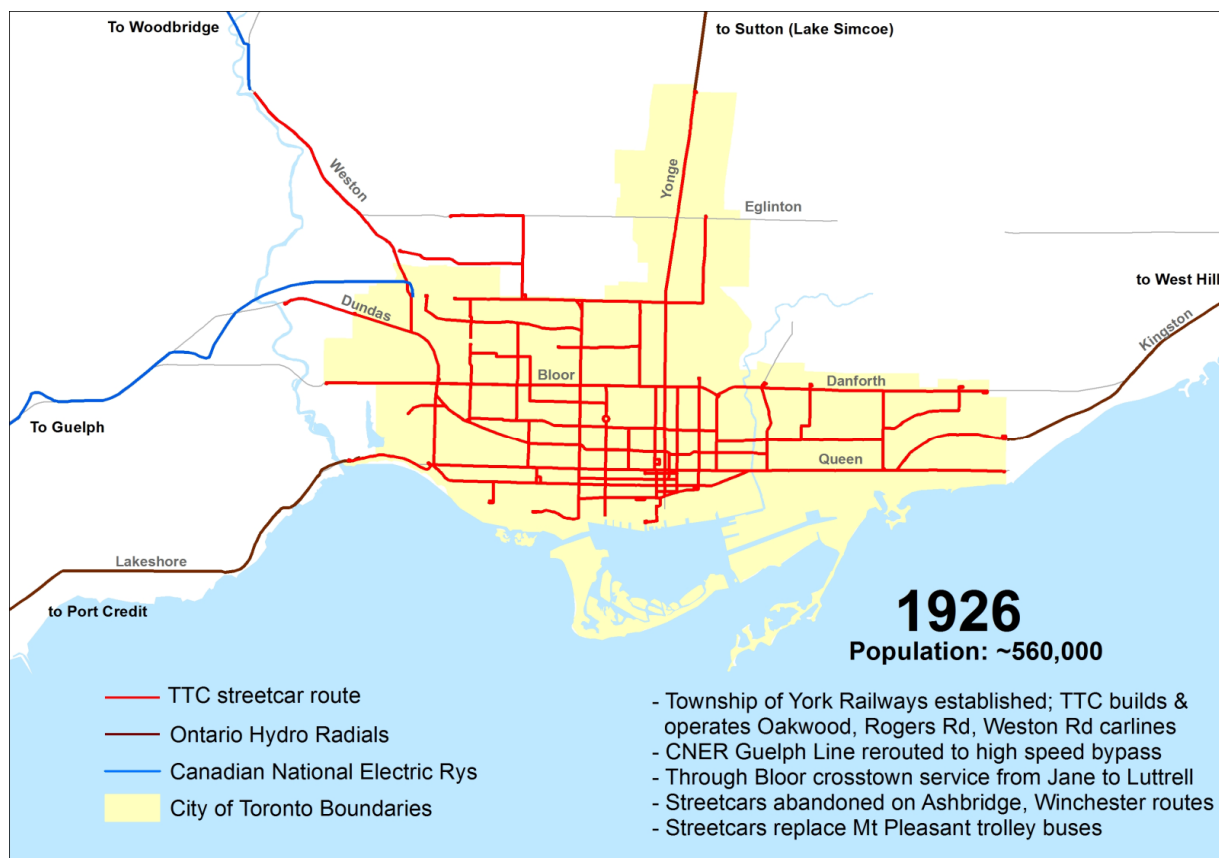 To Woodbridge
to Sutton (Lake Simcoe)
Weston
Yonge
Eglinton
to West Hill
Dundas
Kingston
Bloor
Danforth
To Guelph
Queen
Lakeshore
to Port Credit
1926
Population: ~560,000
TTC streetcar route
Ontario Hydro Radials
Canadian National Electric Rys
City of Toronto Boundaries
- Township of York Railways established; TTC builds &
operates Oakwood, Rogers Rd, Weston Rd carlines
- CNER Guelph Line rerouted to high speed bypass
- Through Bloor crosstown service from Jane to Luttrell
- Streetcars abandoned on Ashbridge, Winchester routes
- Streetcars replace Mt Pleasant trolley buses